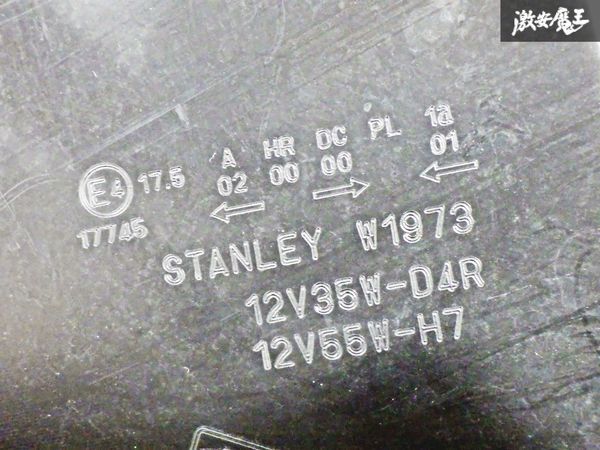 激安魔王
A HR DC PL 1a
E4 17.5 02 00 00 01
17745 ← → ←
STANLEY W1973
12V35W-D4R
12V55W-H7